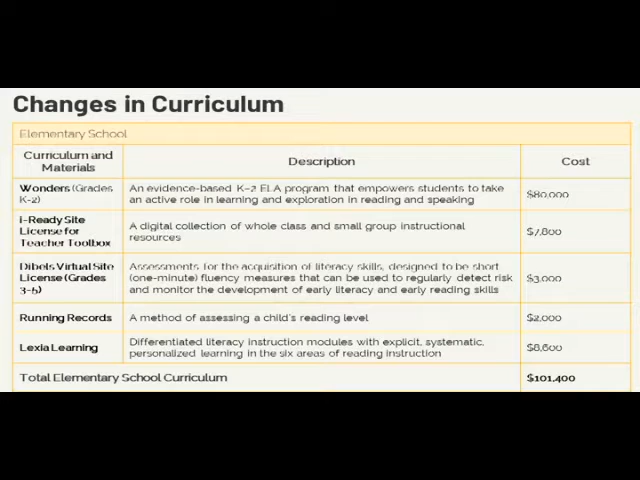 Changes in Curriculum
Elementary School
Curriculum and
Materials
Description
Cost
Wonders (Grades
K-2)
An evidence-based K–2 ELA program that empowers students to take
an active role in learning and exploration in reading and speaking
$80,000
i-Ready Site
License for
Teacher Toolbox
A digital collection of whole class and small group instructional
resources
$7,800
Dibels Virtual Site
License (Grades
3-5)
Assessments for the acquisition of literacy skills, designed to be short
(one-minute) fluency measures that can be used to regularly detect risk
and monitor the development of early literacy and early reading skills
$3,000
Running Records
A method of assessing a child's reading level
$2,000
Lexia Learning
Differentiated literacy instruction modules with explicit, systematic,
personalized learning in the six areas of reading instruction
$8,600
Total Elementary School Curriculum
$101,400